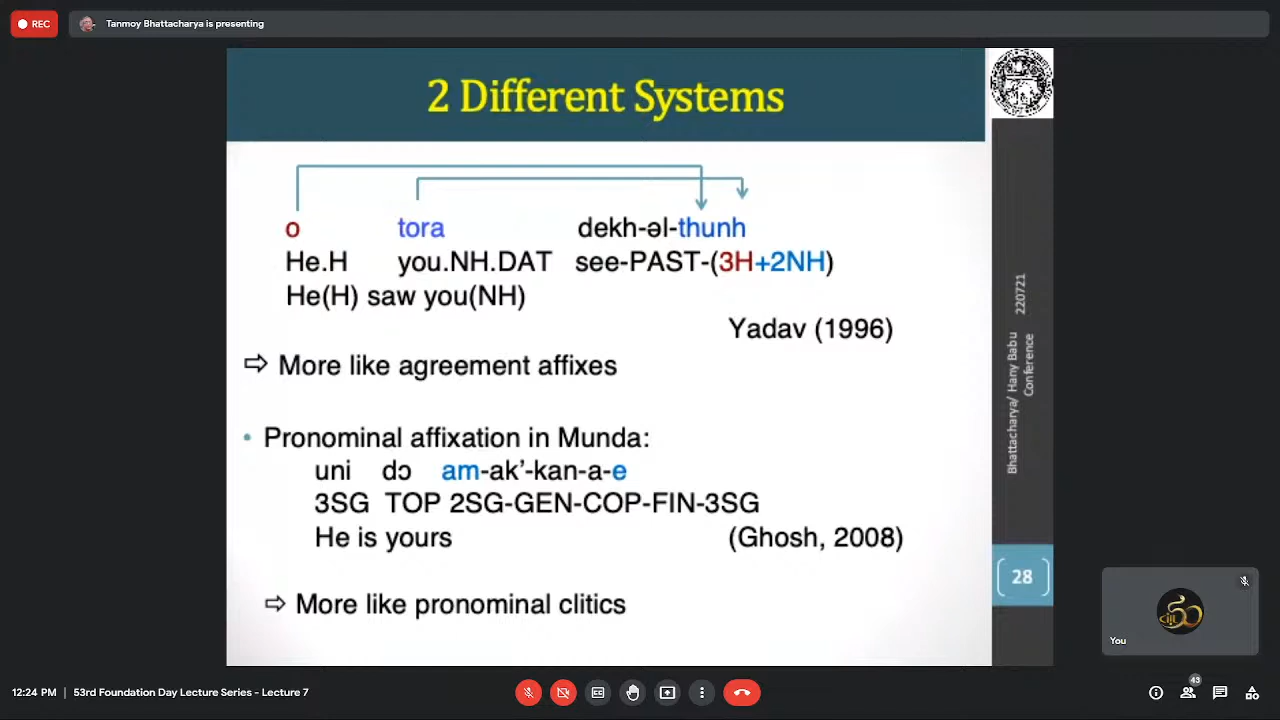 REC
Tanmoy Bhattacharya is presenting
2 Different Systems
o tora dekh-əl-thunh
He.H you.NH.DAT see-PAST-(3H+2NH)
He(H) saw you(NH)
Yadav (1996)
⇨ More like agreement affixes
• Pronominal affixation in Munda:
uni dɔ am-ak’-kan-a-e
3SG TOP 2SG-GEN-COP-FIN-3SG
He is yours (Ghosh, 2008)
⇨ More like pronominal clitics
Bhattacharya/ Hany Babu 220721
Conference
28
You
12:24 PM | 53rd Foundation Day Lecture Series - Lecture 7
43